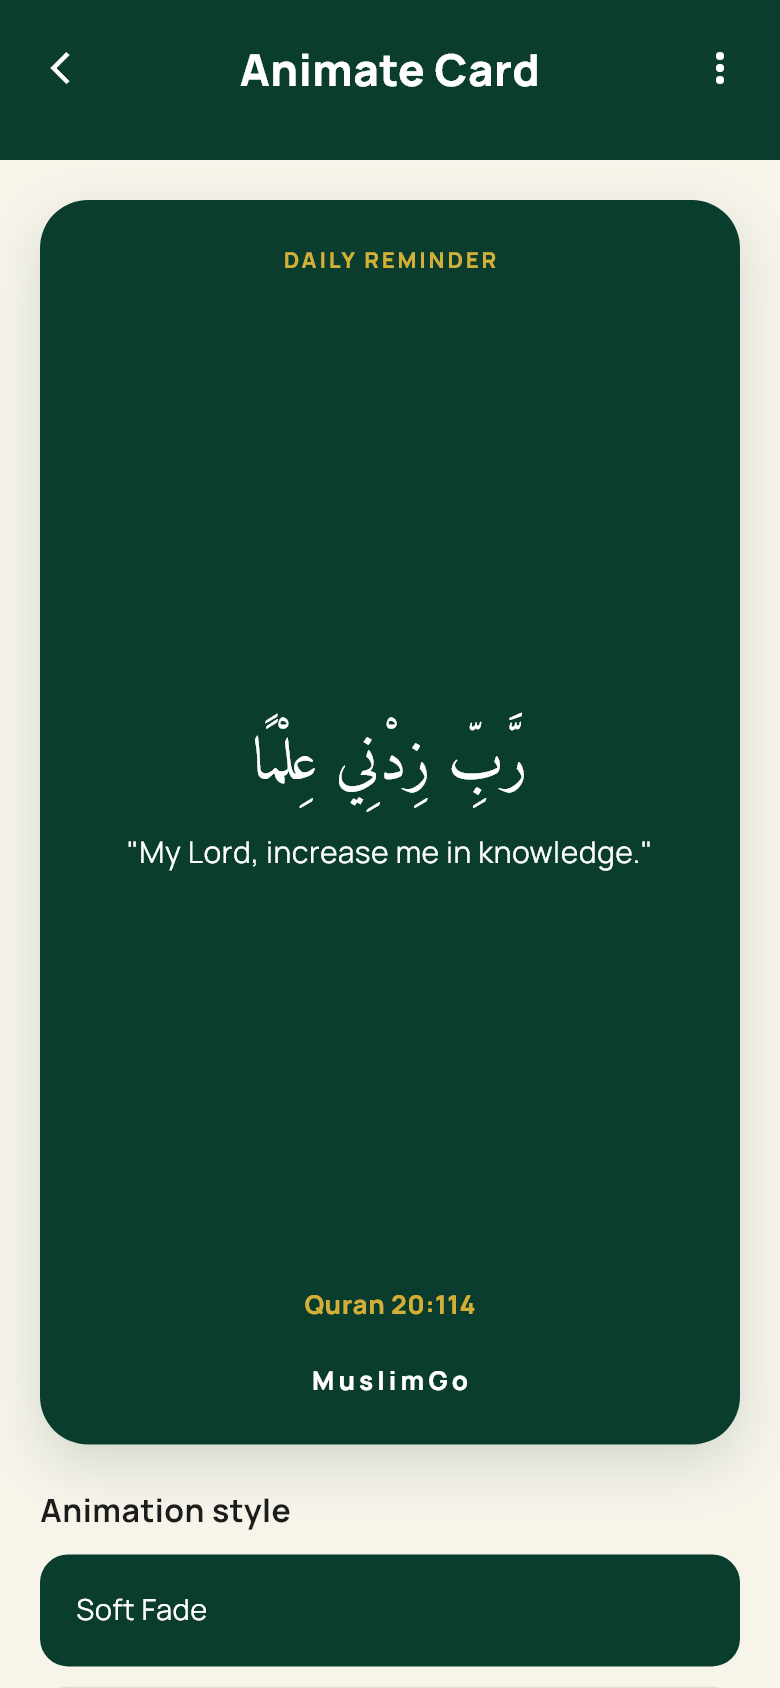 Animate Card
DAILY REMINDER
رَّبِّ زِدْنِي عِلْمًا
"My Lord, increase me in knowledge."
Quran 20:114
MuslimGo
Animation style
Soft Fade